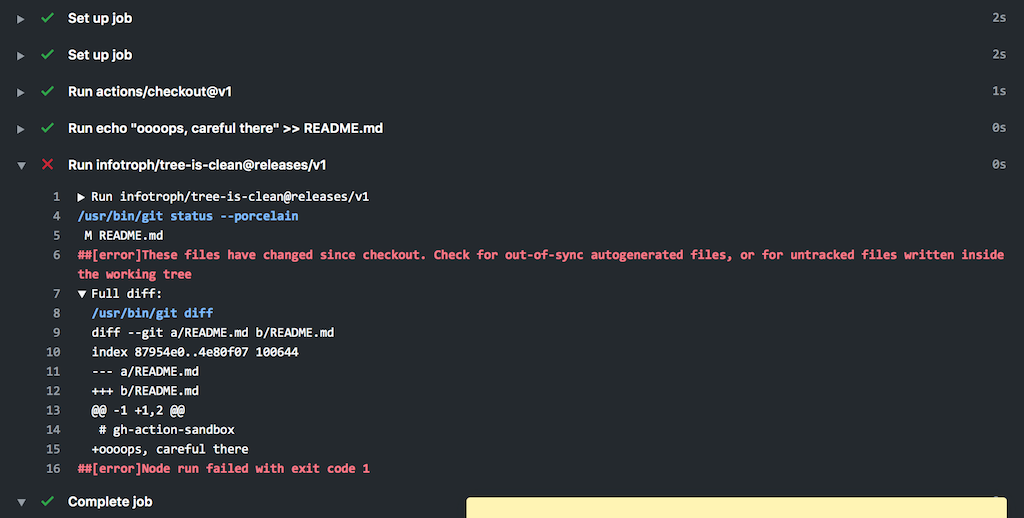 Set up job 2s
Set up job 2s
Run actions/checkout@v1 1s
Run echo "oooops, careful there" >> README.md 0s
Run infotroph/tree-is-clean@releases/v1 0s
1 ▶ Run infotroph/tree-is-clean@releases/v1
4 /usr/bin/git status --porcelain
5 M README.md
6 ##[error]These files have changed since checkout. Check for out-of-sync autogenerated files, or for untracked files written inside
the working tree
7 ▼ Full diff:
8 /usr/bin/git diff
9 diff --git a/README.md b/README.md
10 index 87954e0..4e80f07 100644
11 --- a/README.md
12 +++ b/README.md
13 @@ -1 +1,2 @@
14 # gh-action-sandbox
15 +oooops, careful there
16 ##[error]Node run failed with exit code 1
Complete job